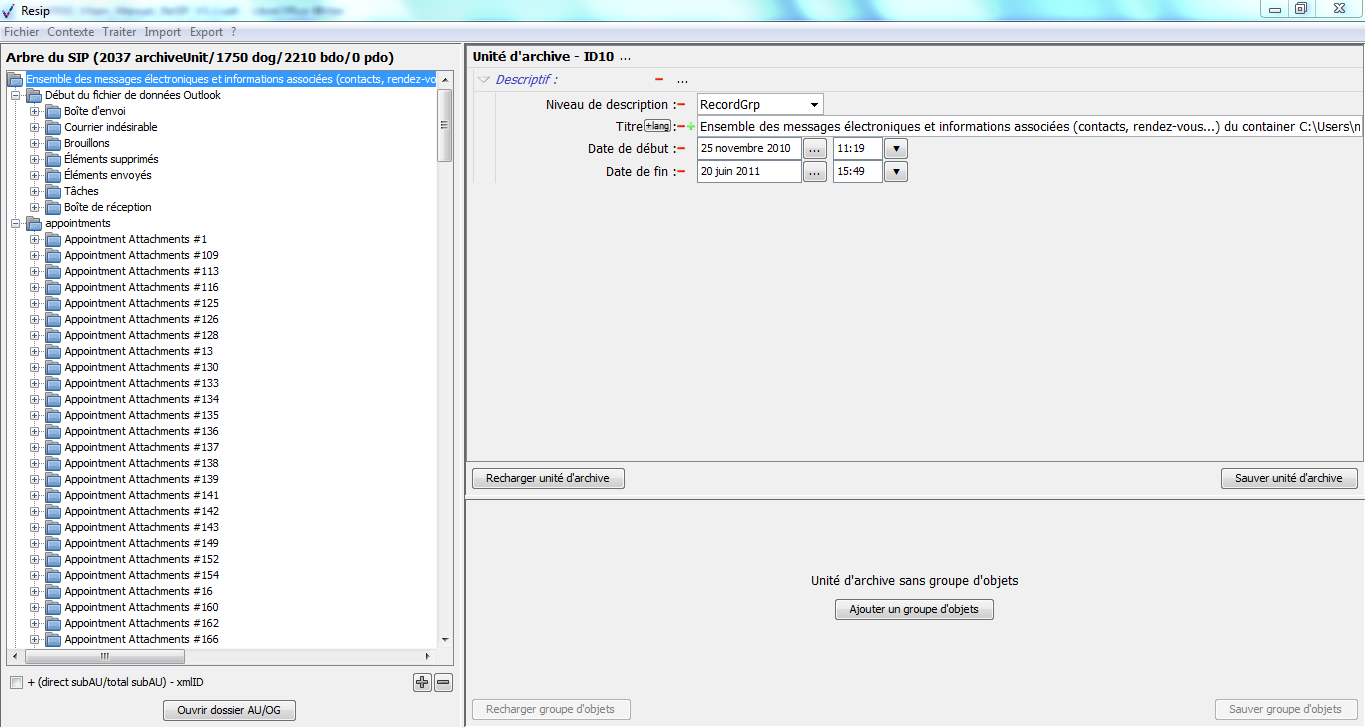 Resip
Fichier Contexte Traiter Import Export ?
Arbre du SIP (2037 archiveUnit/1750 dog/2210 bdo/0 pdo)
Ensemble des messages électroniques et informations associées (contacts, rendez-vo
Début du fichier de données Outlook
Boîte d'envoi
Courrier indésirable
Brouillons
Éléments supprimés
Éléments envoyés
Tâches
Boîte de réception
appointments
Appointment Attachments #1
Appointment Attachments #109
Appointment Attachments #113
Appointment Attachments #116
Appointment Attachments #125
Appointment Attachments #126
Appointment Attachments #128
Appointment Attachments #13
Appointment Attachments #130
Appointment Attachments #133
Appointment Attachments #134
Appointment Attachments #135
Appointment Attachments #136
Appointment Attachments #137
Appointment Attachments #138
Appointment Attachments #139
Appointment Attachments #141
Appointment Attachments #142
Appointment Attachments #143
Appointment Attachments #149
Appointment Attachments #152
Appointment Attachments #154
Appointment Attachments #16
Appointment Attachments #160
Appointment Attachments #162
Appointment Attachments #166
+ (direct subAU/total subAU) - xmlID
Ouvrir dossier AU/OG
Unité d'archive - ID10 ...
Descriptif : ...
Niveau de description : RecordGrp
Titre +lang : Ensemble des messages électroniques et informations associées (contacts, rendez-vous...) du container C:\Users\n
Date de début : 25 novembre 2010 ... 11:19
Date de fin : 20 juin 2011 ... 15:49
Recharger unité d'archive Sauver unité d'archive
Unité d'archive sans groupe d'objets
Ajouter un groupe d'objets
Recharger groupe d'objets Sauver groupe d'objets